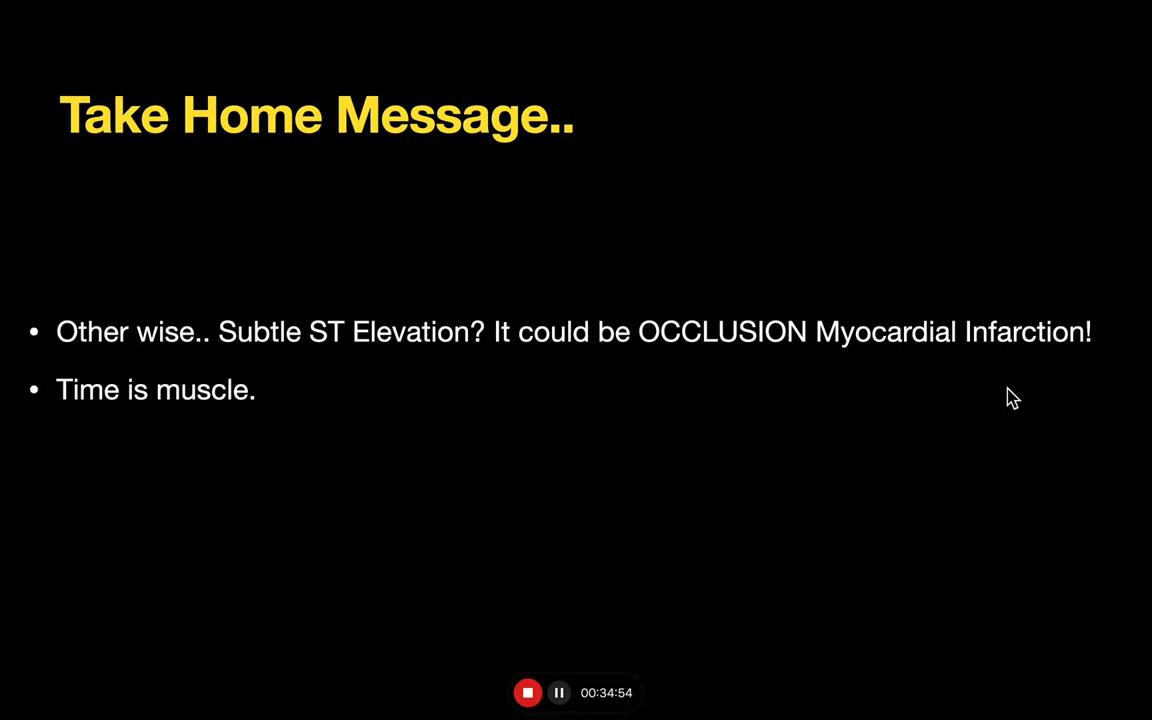 Take Home Message..
• Other wise.. Subtle ST Elevation? It could be OCCLUSION Myocardial Infarction!
• Time is muscle.
00:34:54